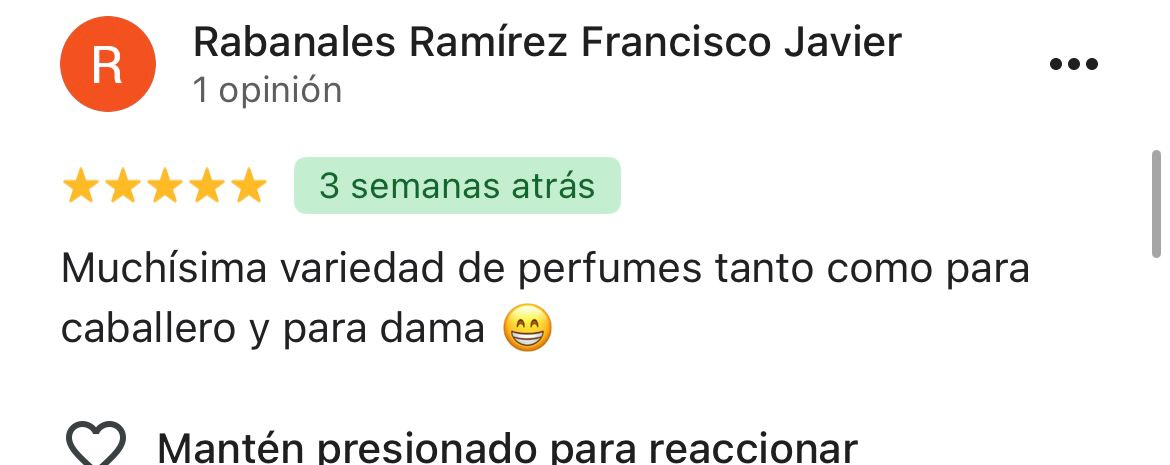 R
Rabanales Ramírez Francisco Javier
1 opinión
3 semanas atrás
Muchísima variedad de perfumes tanto como para
caballero y para dama 😁
Mantén presionado para reaccionar